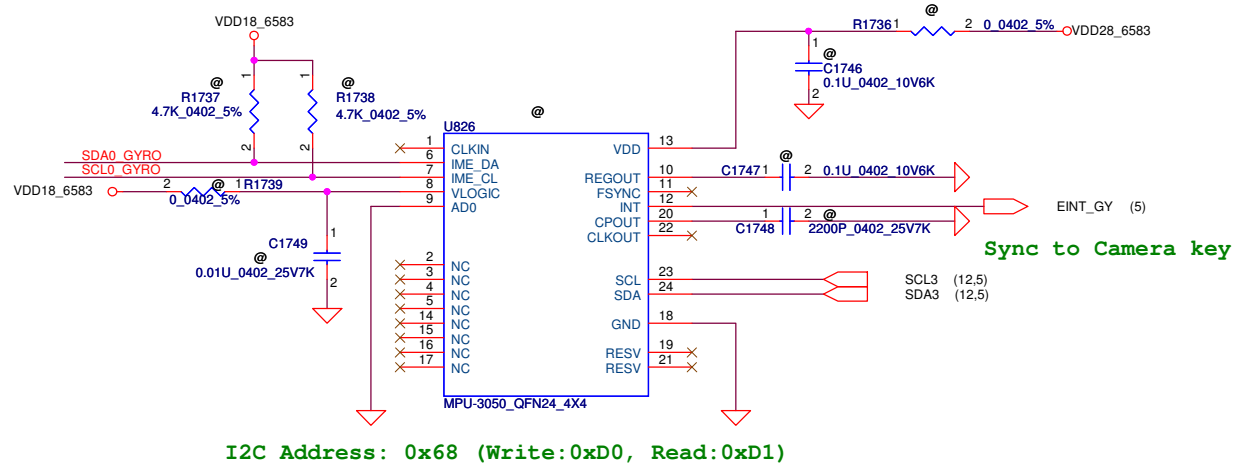 VDD18_6583
@
R1736 1 2 0_0402_5%
VDD28_6583
1
@
C1746
0.1U_0402_10V6K
2
1 1
@ @
R1737 R1738
4.7K_0402_5% 4.7K_0402_5%
2 2
@
U826
SDA0_GYRO
SCL0_GYRO
VDD18_6583
2 @ 1 R1739
0_0402_5%
1 CLKIN
6 IME_DA
7 IME_CL
8 VLOGIC
9 AD0
2 NC
3 NC
4 NC
5 NC
14 NC
15 NC
16 NC
17 NC
VDD 13
REGOUT 10
FSYNC 11
INT 12
CPOUT 20
CLKOUT 22
SCL 23
SDA 24
GND 18
RESV 19
RESV 21
MPU-3050_QFN24_4X4
1
C1749
@
0.01U_0402_25V7K
2
@
C1747 1 2 0.1U_0402_10V6K
EINT_GY (5)
1 2 @
C1748 2200P_0402_25V7K
Sync to Camera key
SCL3 (12,5)
SDA3 (12,5)
I2C Address: 0x68 (Write:0xD0, Read:0xD1)